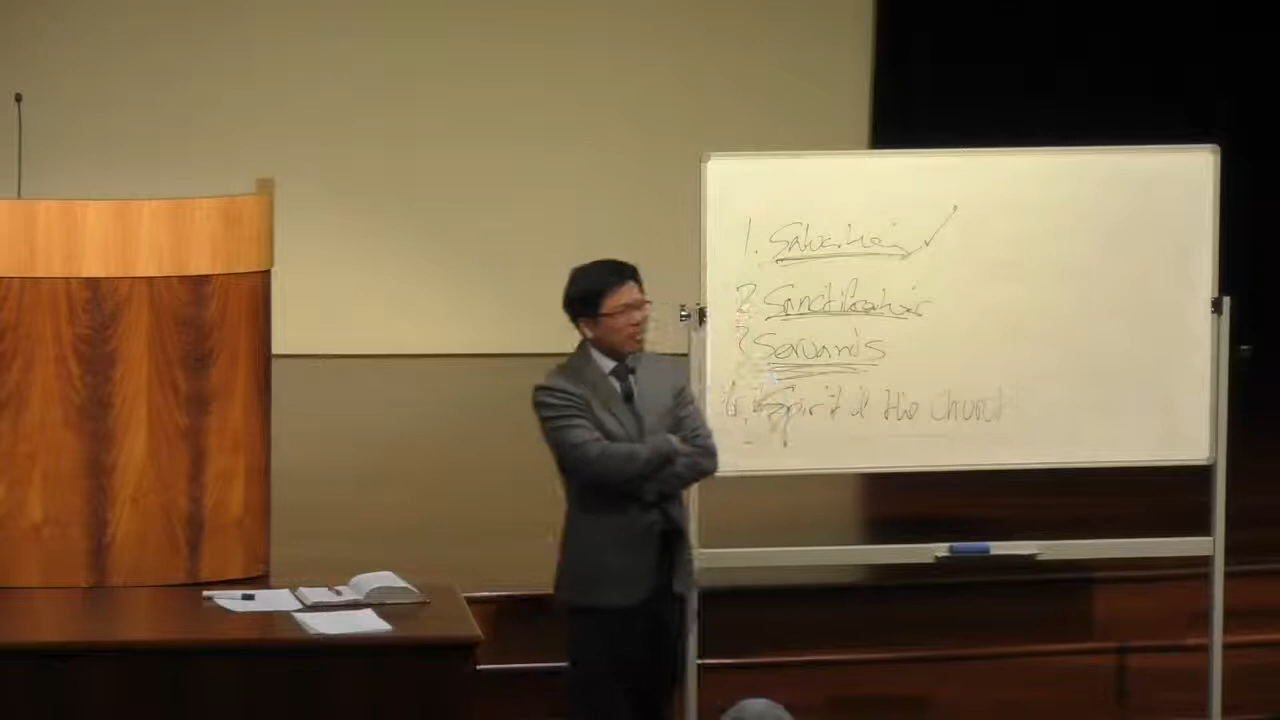 1. Salvation ✓
2. Sanctification
3 Servants
4. Spirit & the church